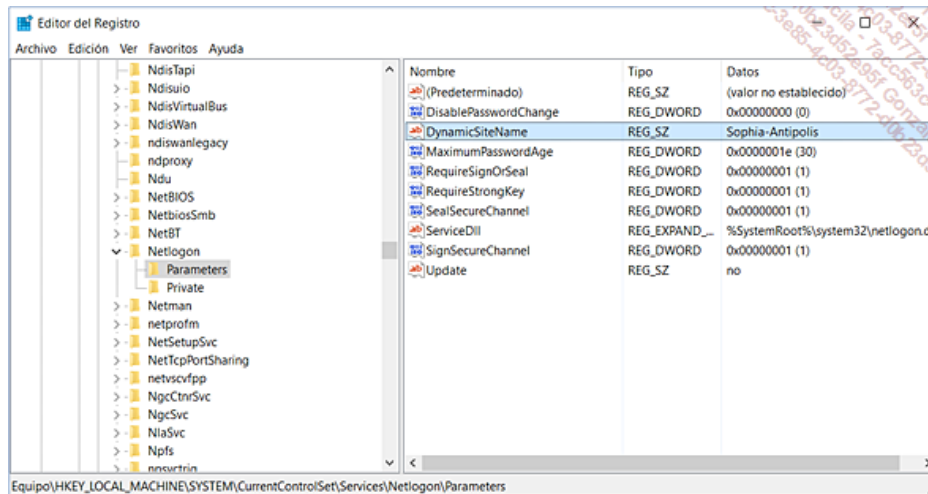 Editor del Registro
Archivo Edición Ver Favoritos Ayuda
NdisTapi
Ndisuio
NdisVirtualBus
NdisWan
ndiswanlegacy
ndproxy
Ndu
NetBIOS
NetbiosSmb
NetBT
Netlogon
Parameters
Private
Netman
netprofm
NetSetupSvc
NetTcpPortSharing
netvscvfpp
NgcCtnrSvc
NgcSvc
NlaSvc
Npfs
npsvctrig
Nombre Tipo Datos
(Predeterminado) REG_SZ (valor no establecido)
DisablePasswordChange REG_DWORD 0x00000000 (0)
DynamicSiteName REG_SZ Sophia-Antipolis
MaximumPasswordAge REG_DWORD 0x0000001e (30)
RequireSignOrSeal REG_DWORD 0x00000001 (1)
RequireStrongKey REG_DWORD 0x00000001 (1)
SealSecureChannel REG_DWORD 0x00000001 (1)
ServiceDll REG_EXPAND_... %SystemRoot%\system32\netlogon.d
SignSecureChannel REG_DWORD 0x00000001 (1)
Update REG_SZ no
Equipo\HKEY_LOCAL_MACHINE\SYSTEM\CurrentControlSet\Services\Netlogon\Parameters